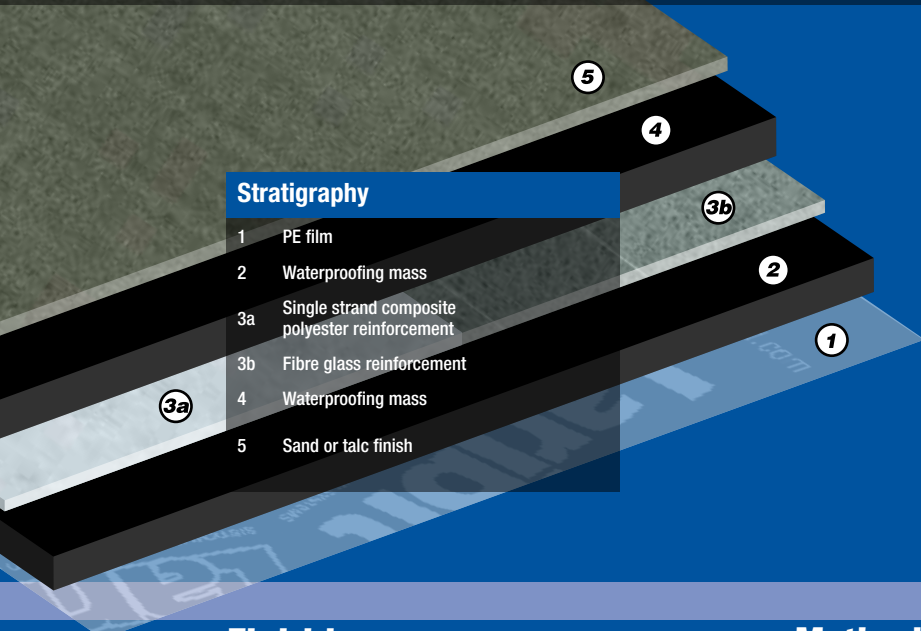 5
4
3b
2
1
3a
Stratigraphy
1 PE film
2 Waterproofing mass
3a Single strand composite
polyester reinforcement
3b Fibre glass reinforcement
4 Waterproofing mass
5 Sand or talc finish
.com